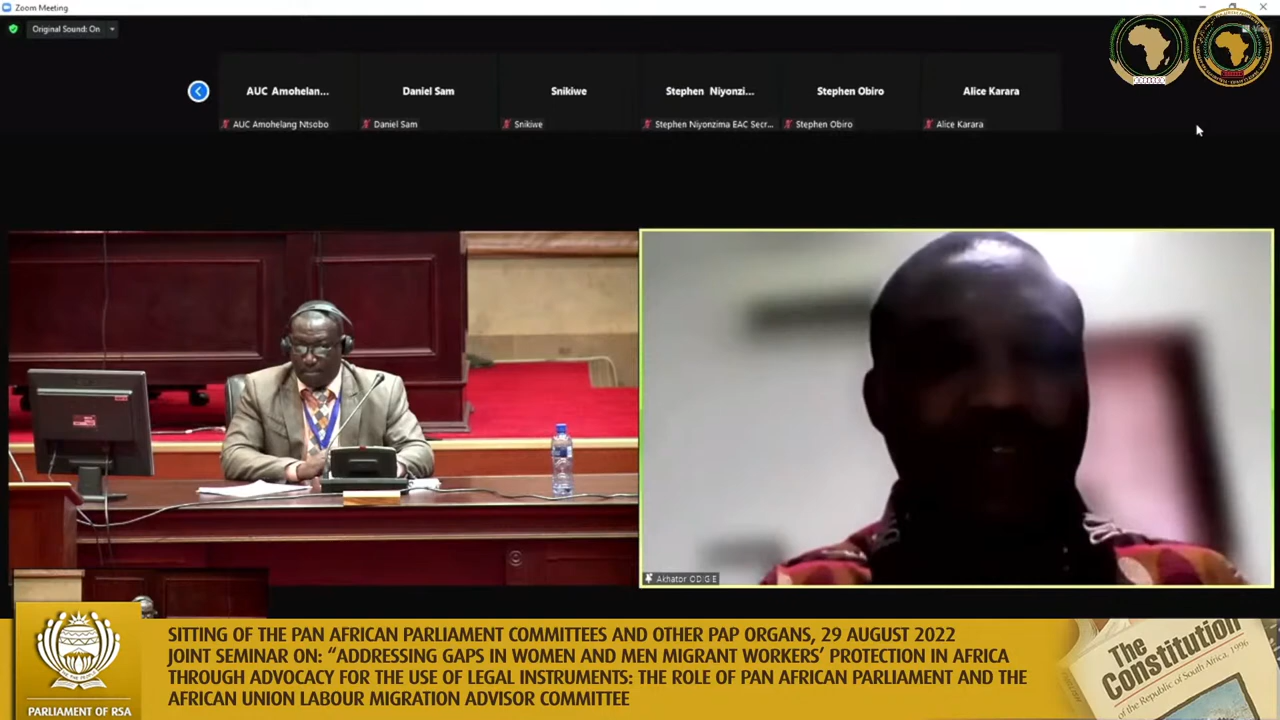 Zoom Meeting
Original Sound: On
AUC Amohelan...
Daniel Sam
Snikiwe
Stephen Niyonzi...
Stephen Obiro
Alice Karara
AUC Amohelang Ntsobo
Daniel Sam
Snikiwe
Stephen Niyonzima EAC Secr...
Stephen Obiro
Alice Karara
Akhator ODIGIE
SITTING OF THE PAN AFRICAN PARLIAMENT COMMITTEES AND OTHER PAP ORGANS, 29 AUGUST 2022
JOINT SEMINAR ON: “ADDRESSING GAPS IN WOMEN AND MEN MIGRANT WORKERS’ PROTECTION IN AFRICA
THROUGH ADVOCACY FOR THE USE OF LEGAL INSTRUMENTS: THE ROLE OF PAN AFRICAN PARLIAMENT AND THE
AFRICAN UNION LABOUR MIGRATION ADVISOR COMMITTEE
PARLIAMENT OF RSA
The
Constitution
of the Republic of South Africa, 1996